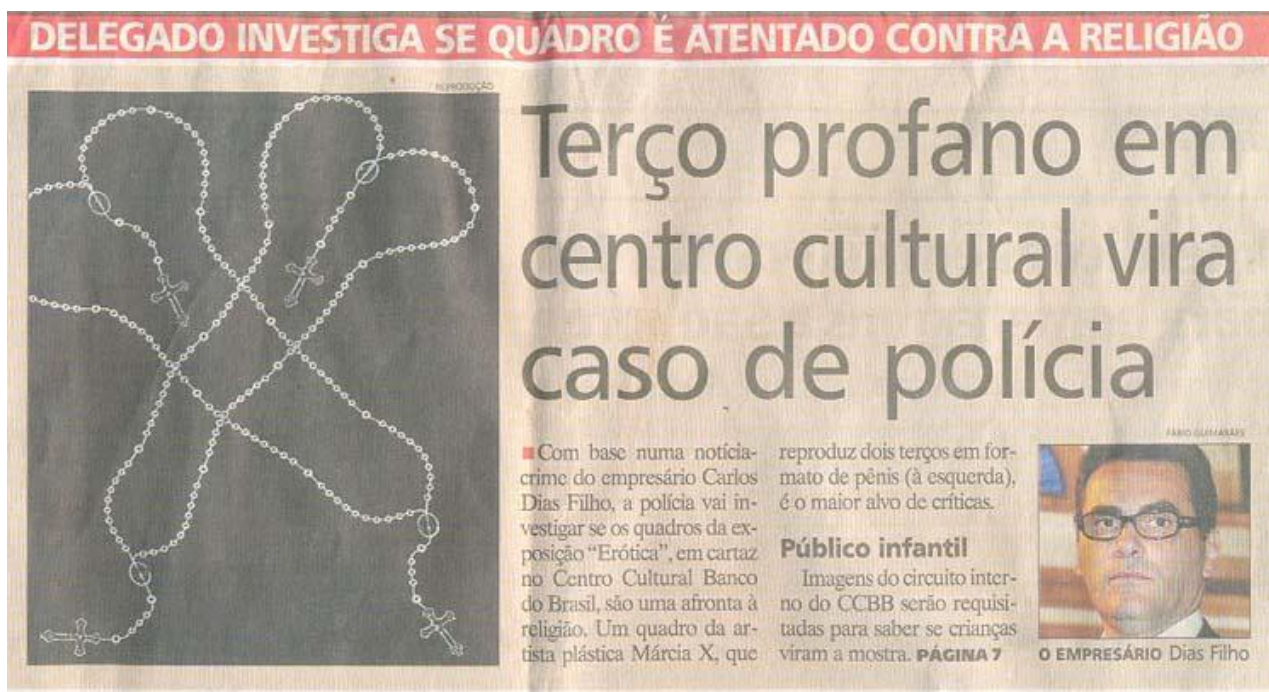 DELEGADO INVESTIGA SE QUADRO É ATENTADO CONTRA A RELIGIÃO
REPRODUÇÃO
Terço profano em
centro cultural vira
caso de polícia
Com base numa notícia-
crime do empresário Carlos
Dias Filho, a polícia vai in-
vestigar se os quadros da ex-
posição “Erótica”, em cartaz
no Centro Cultural Banco
do Brasil, são uma afronta à
religião. Um quadro da ar-
tista plástica Márcia X, que
reproduz dois terços em for-
mato de pênis (à esquerda),
é o maior alvo de críticas.
Público infantil
Imagens do circuito inter-
no do CCBB serão requisi-
tadas para saber se crianças
viram a mostra. PÁGINA 7
FÁBIO GUIMARÃES
O EMPRESÁRIO Dias Filho